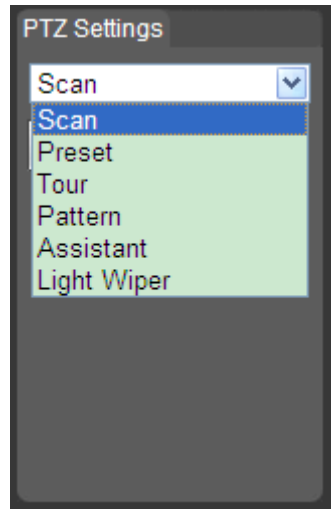 PTZ Settings
Scan
Scan
Preset
Tour
Pattern
Assistant
Light Wiper